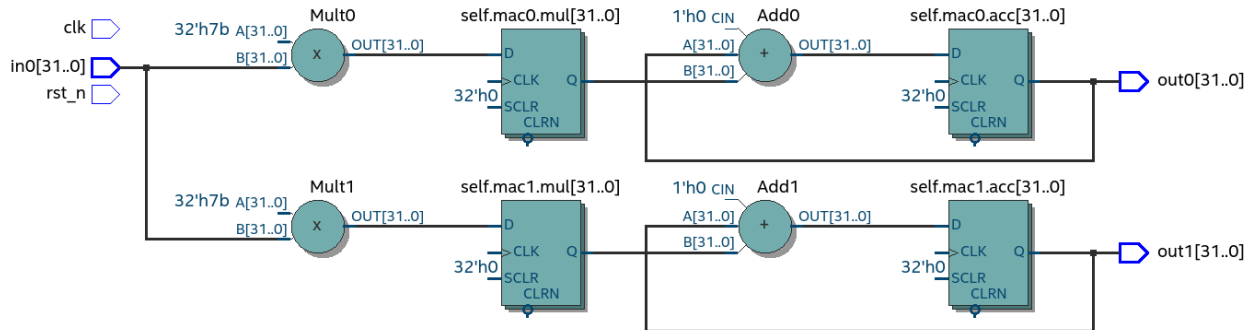 clk
in0[31..0]
rst_n
Mult0
32'h7b A[31..0]
B[31..0]
x
OUT[31..0]
self.mac0.mul[31..0]
D
CLK
Q
32'h0
SCLR
CLRN
Add0
1'h0 CIN
A[31..0]
B[31..0]
+
OUT[31..0]
self.mac0.acc[31..0]
D
CLK
Q
32'h0
SCLR
CLRN
out0[31..0]
Mult1
32'h7b A[31..0]
B[31..0]
x
OUT[31..0]
self.mac1.mul[31..0]
D
CLK
Q
32'h0
SCLR
CLRN
Add1
1'h0 CIN
A[31..0]
B[31..0]
+
OUT[31..0]
self.mac1.acc[31..0]
D
CLK
Q
32'h0
SCLR
CLRN
out1[31..0]